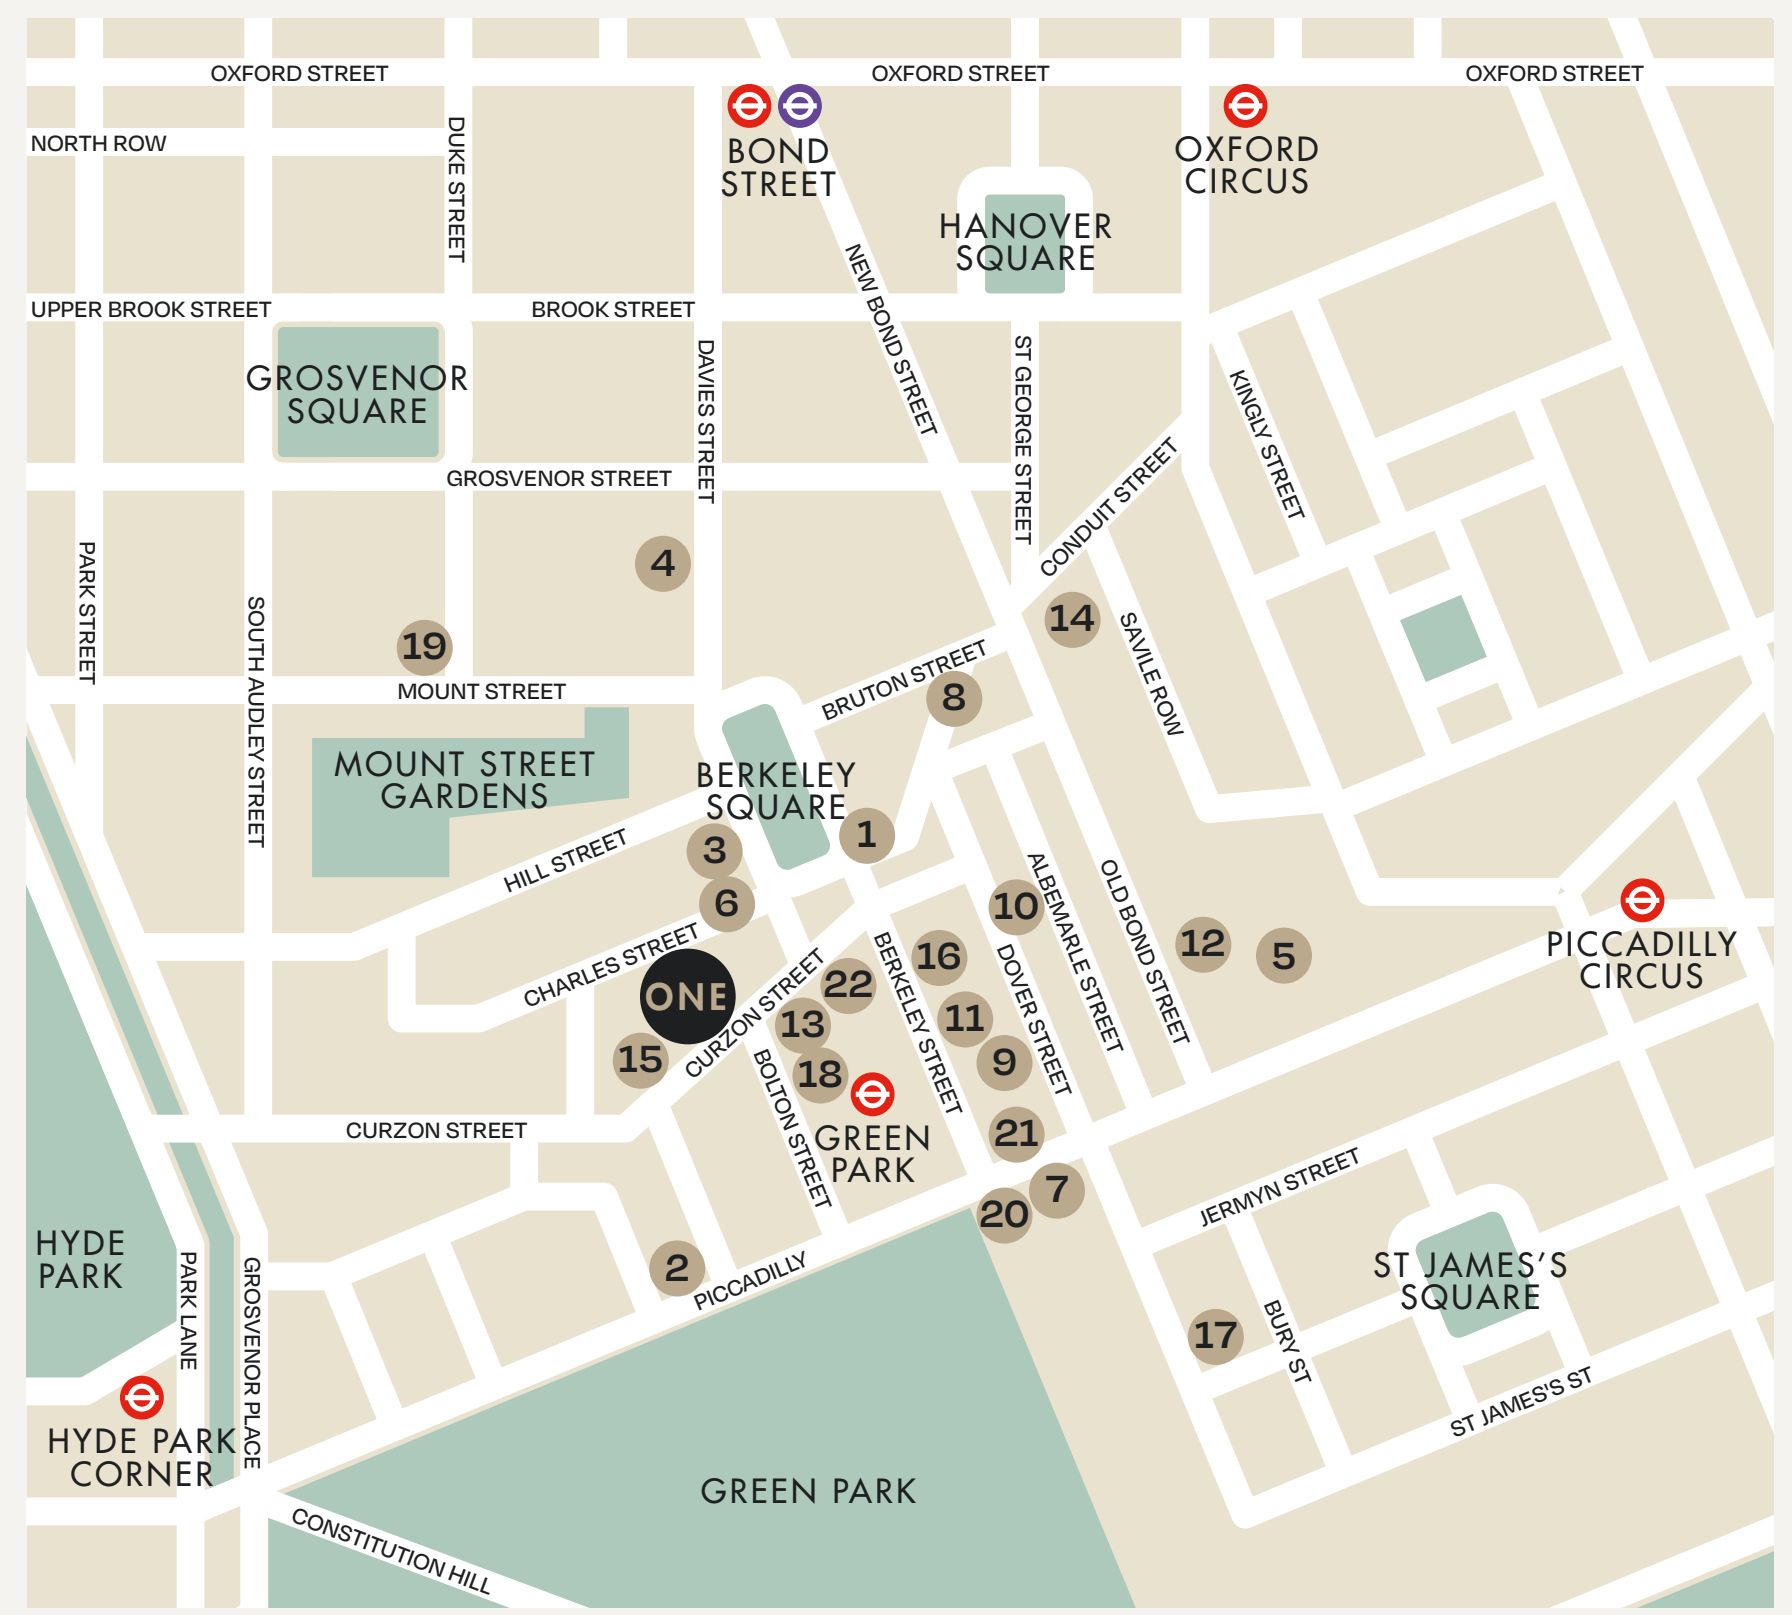 OXFORD STREET
OXFORD STREET
OXFORD STREET
NORTH ROW
DUKE STREET
BOND
STREET
OXFORD
CIRCUS
HANOVER
SQUARE
UPPER BROOK STREET
BROOK STREET
NEW BOND STREET
GROSVENOR
SQUARE
DAVIES STREET
ST GEORGE STREET
KINGLY STREET
GROSVENOR STREET
CONDUIT STREET
4
PARK STREET
SOUTH AUDLEY STREET
19
14
SAVILE ROW
MOUNT STREET
BRUTON STREET
8
MOUNT STREET
GARDENS
BERKELEY
SQUARE
1
3
HILL STREET
6
ALBEMARLE STREET
OLD BOND STREET
10
12
5
PICCADILLY
CIRCUS
CHARLES STREET
ONE
CURZON STREET
22
BERKELEY STREET
16
DOVER STREET
13
11
15
18
9
BOLTON STREET
CURZON STREET
GREEN
PARK
21
7
20
JERMYN STREET
HYDE
PARK
PARK LANE
GROSVENOR PLACE
2
PICCADILLY
ST JAMES’S
SQUARE
17
BURY ST
HYDE PARK
CORNER
ST JAMES'S ST
GREEN PARK
CONSTITUTION HILL